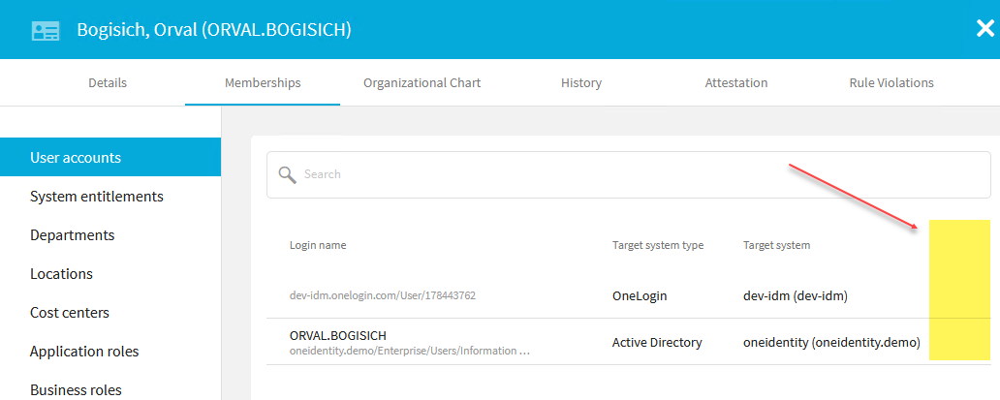 Bogisich, Orval (ORVAL.BOGISICH)
Details Memberships Organizational Chart History Attestation Rule Violations
User accounts
System entitlements
Departments
Locations
Cost centers
Application roles
Business roles
Search
Login name Target system type Target system
dev-idm.onelogin.com/User/178443762 OneLogin dev-idm (dev-idm)
ORVAL.BOGISICH Active Directory oneidentity (oneidentity.demo)
oneidentity.demo/Enterprise/Users/Information ...